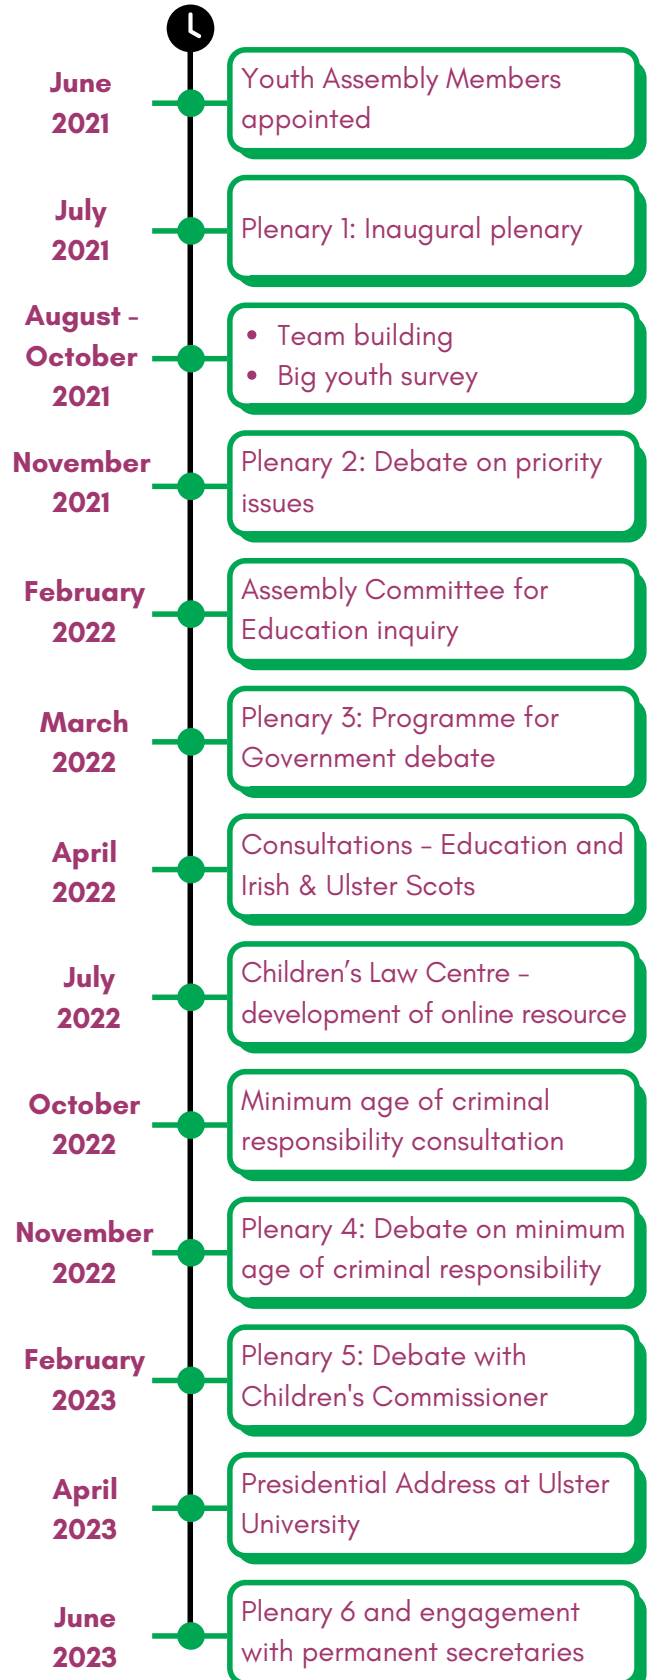 June
2021
Youth Assembly Members
appointed
July
2021
Plenary 1: Inaugural plenary
August -
October
2021
• Team building
• Big youth survey
November
2021
Plenary 2: Debate on priority
issues
February
2022
Assembly Committee for
Education inquiry
March
2022
Plenary 3: Programme for
Government debate
April
2022
Consultations - Education and
Irish & Ulster Scots
July
2022
Children’s Law Centre -
development of online resource
October
2022
Minimum age of criminal
responsibility consultation
November
2022
Plenary 4: Debate on minimum
age of criminal responsibility
February
2023
Plenary 5: Debate with
Children's Commissioner
April
2023
Presidential Address at Ulster
University
June
2023
Plenary 6 and engagement
with permanent secretaries